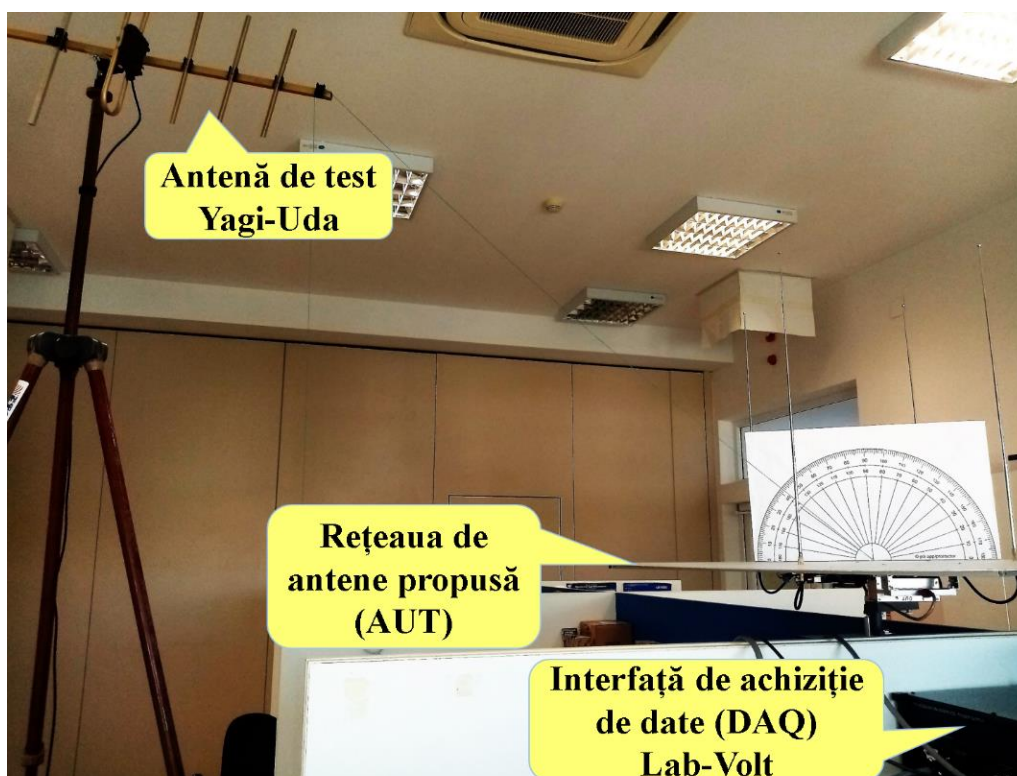 Antenă de test
Yagi-Uda
Rețeaua de
antene propusă
(AUT)
Interfață de achiziție
de date (DAQ)
Lab-Volt